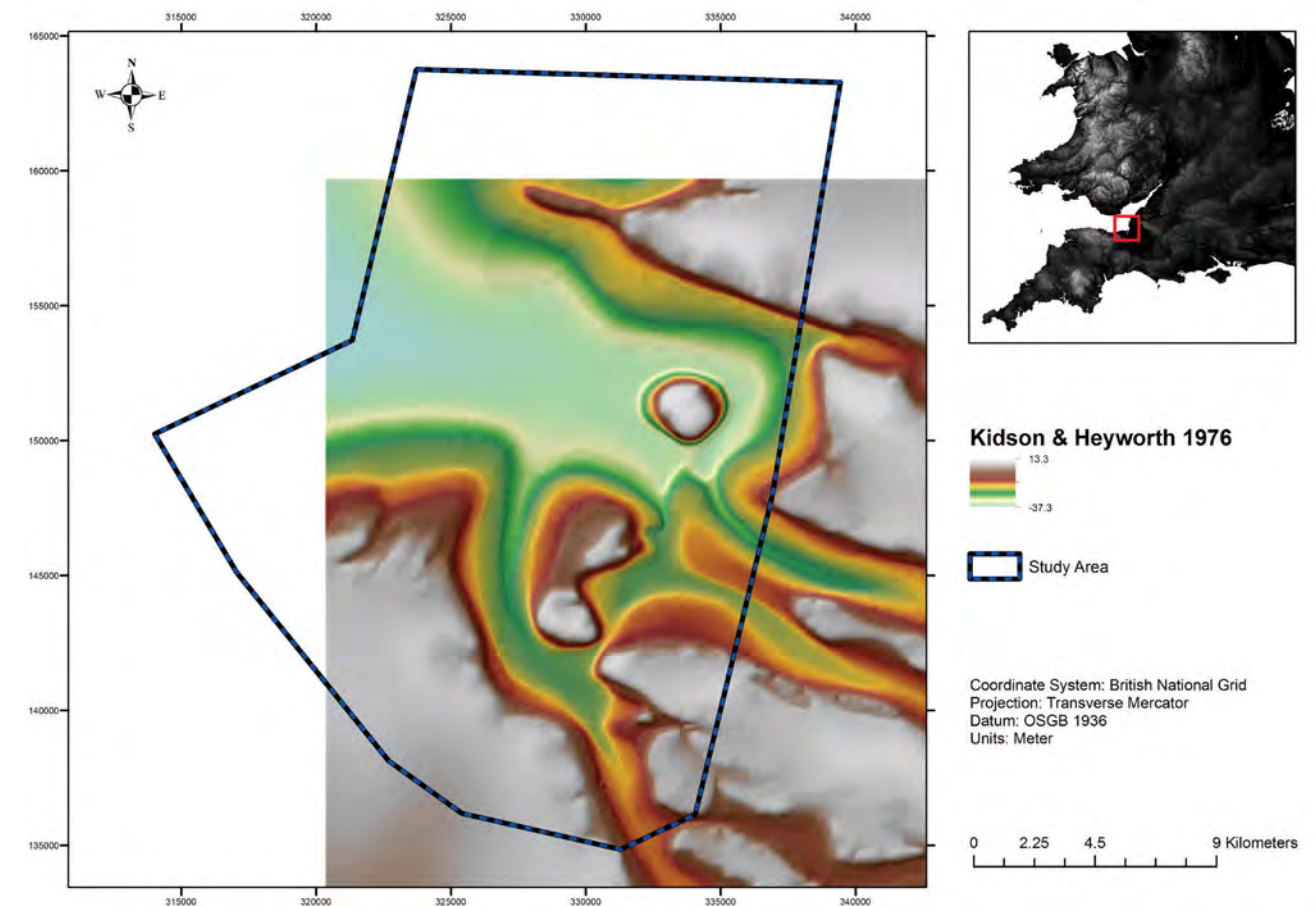 315000 320000 325000 330000 335000 340000
165000
160000
155000
150000
145000
140000
135000
315000 320000 325000 330000 335000 340000
N
W E
S
Kidson & Heyworth 1976
13.3
-37.3
Study Area
Coordinate System: British National Grid
Projection: Transverse Mercator
Datum: OSGB 1936
Units: Meter
0 2.25 4.5 9 Kilometers